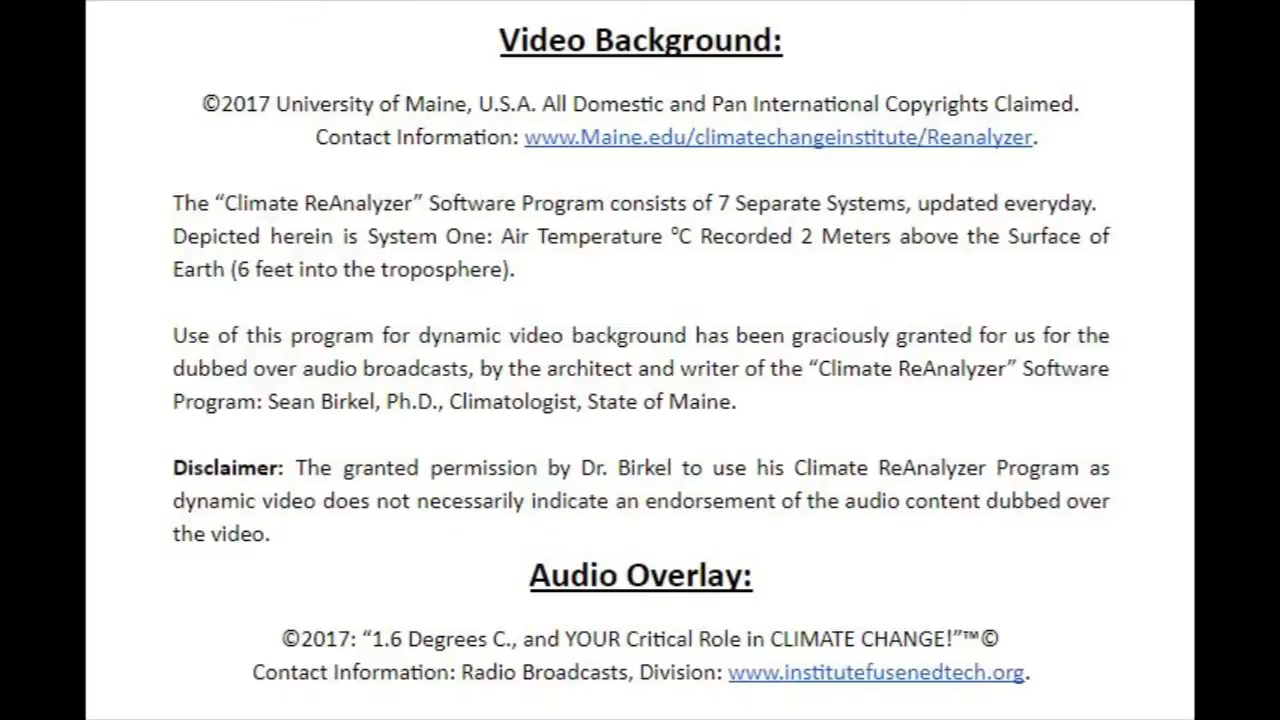 Video Background:
©2017 University of Maine, U.S.A. All Domestic and Pan International Copyrights Claimed.
Contact Information: www.Maine.edu/climatechangeinstitute/Reanalyzer.
The “Climate ReAnalyzer” Software Program consists of 7 Separate Systems, updated everyday.
Depicted herein is System One: Air Temperature °C Recorded 2 Meters above the Surface of
Earth (6 feet into the troposphere).
Use of this program for dynamic video background has been graciously granted for us for the
dubbed over audio broadcasts, by the architect and writer of the “Climate ReAnalyzer” Software
Program: Sean Birkel, Ph.D., Climatologist, State of Maine.
Disclaimer: The granted permission by Dr. Birkel to use his Climate ReAnalyzer Program as
dynamic video does not necessarily indicate an endorsement of the audio content dubbed over
the video.
Audio Overlay:
©2017: “1.6 Degrees C., and YOUR Critical Role in CLIMATE CHANGE!”™©
Contact Information: Radio Broadcasts, Division: www.institutefusenedtech.org.